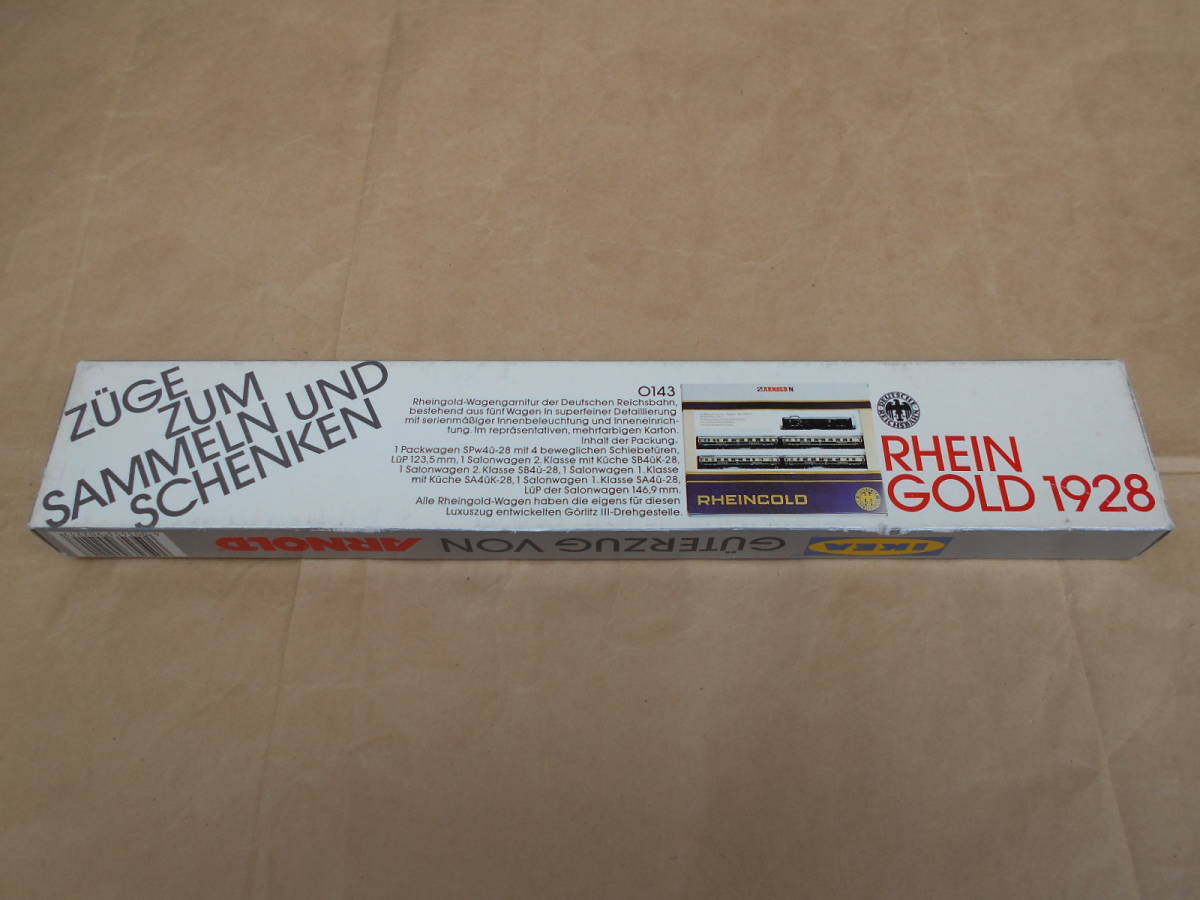 ZÜGE
ZUM
SAMMELN UND
SCHENKEN
0143
Rheingold-Wagengarnitur der Deutschen Reichsbahn,
bestehend aus fünf Wagen in superfeiner Detaillierung
mit serienmäßiger Innenbeleuchtung und Inneneinrich-
tung. Im repräsentativen, mehrfarbigen Karton.
Inhalt der Packung:
1 Packwagen SPw4ü-28 mit 4 beweglichen Schiebetüren,
LüP 123,5 mm, 1 Salonwagen 2. Klasse mit Küche SB4üK-28,
1 Salonwagen 2. Klasse SB4ü-28, 1 Salonwagen 1. Klasse
mit Küche SA4üK-28, 1 Salonwagen 1. Klasse SA4ü-28,
LüP der Salonwagen 146,9 mm.
Alle Rheingold-Wagen haben die eigens für diesen
Luxuszug entwickelten Görlitz III-Drehgestelle.
ARNOLD N
RHEINGOLD
DEUTSCHE
REICHSBAHN
RHEIN
GOLD 1928
IKEA GÜTERZUG VON ARNOLD